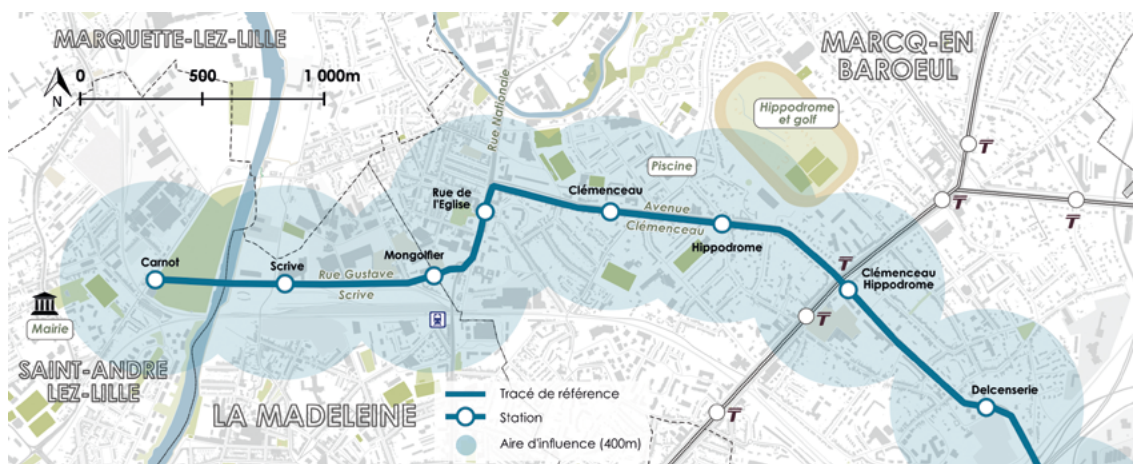 MARQUETTE-LEZ-LILLE
0 500 1 000m
N
MARCQ-EN
BAROEUL
Rue Nationale
Hippodrome
et golf
Piscine
Rue de
l'Eglise
Clémenceau
Avenue
Clémenceau
Hippodrome
Carnot
Scrive
Rue Gustave
Scrive
Mongolfier
Clémenceau
Hippodrome
T
T
T
T
T
T
Mairie
SAINT-ANDRE
LEZ-LILLE
LA MADELEINE
Delcenserie
Tracé de référence
Station
Aire d'influence (400m)